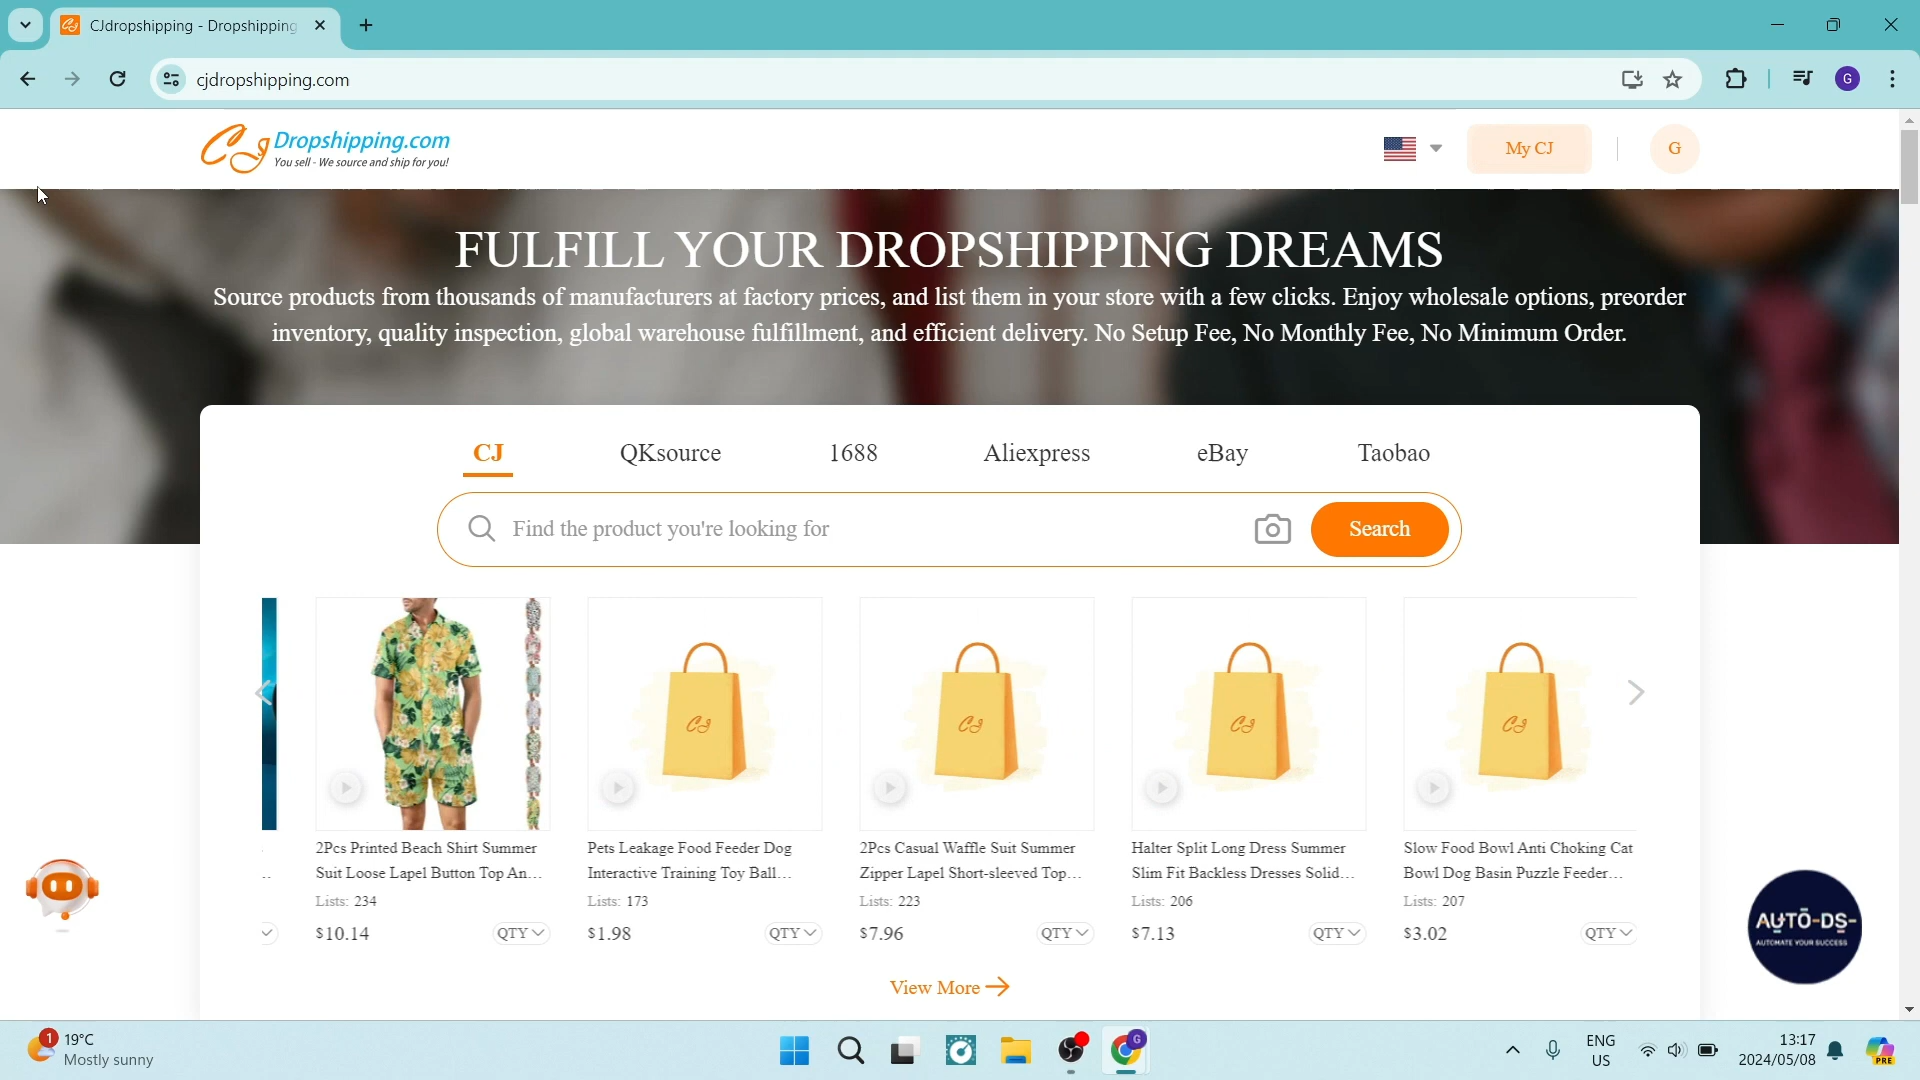 CJdropshipping - Dropshipping
cjdropshipping.com
G
CJ Dropshipping.com
You sell - We source and ship for you!
My CJ
G
FULFILL YOUR DROPSHIPPING DREAMS
Source products from thousands of manufacturers at factory prices, and list them in your store with a few clicks. Enjoy wholesale options, preorder
inventory, quality inspection, global warehouse fulfillment, and efficient delivery. No Setup Fee, No Monthly Fee, No Minimum Order.
CJ QKsource 1688 Aliexpress eBay Taobao
Find the product you're looking for
Search
CJ CJ CJ CJ
2Pcs Printed Beach Shirt Summer
Suit Loose Lapel Button Top An...
Lists: 234
$10.14 QTY
Pets Leakage Food Feeder Dog
Interactive Training Toy Ball...
Lists: 173
$1.98 QTY
2Pcs Casual Waffle Suit Summer
Zipper Lapel Short-sleeved Top...
Lists: 223
$7.96 QTY
Halter Split Long Dress Summer
Slim Fit Backless Dresses Solid...
Lists: 206
$7.13 QTY
Slow Food Bowl Anti Choking Cat
Bowl Dog Basin Puzzle Feeder...
Lists: 207
$3.02 QTY
View More
AUTŌ-DS-
AUTOMATE YOUR SUCCESS
1
19°C
Mostly sunny
G
ENG
US
13:17
2024/05/08
PRE